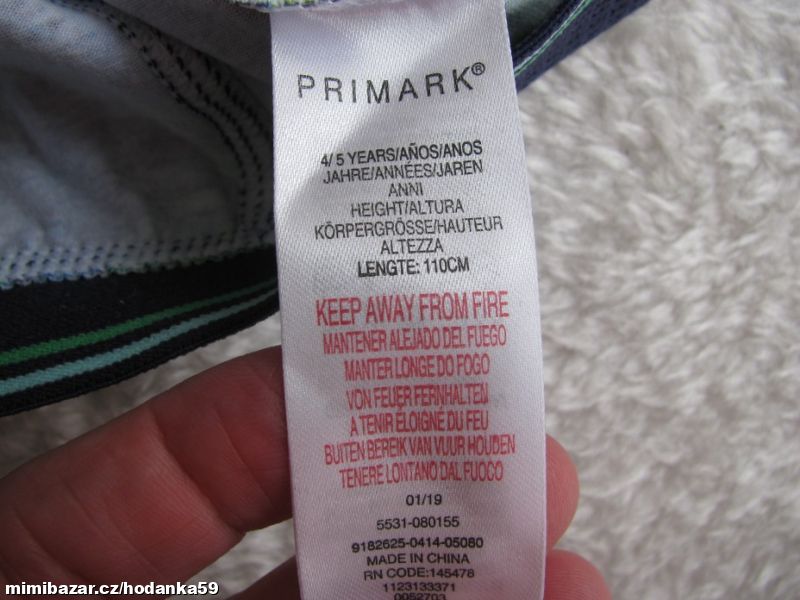 PRIMARK®
4/5 YEARS/AÑOS/ANOS
JAHRE/ANNÉES/JAREN
ANNI
HEIGHT/ALTURA
KÖRPERGRÖSSE/HAUTEUR
ALTEZZA
LENGTE: 110CM
KEEP AWAY FROM FIRE
MANTENER ALEJADO DEL FUEGO
MANTER LONGE DO FOGO
VON FEUER FERNHALTEM
A TENIR ÉLOIGNÉ DU FEU
BUITEN BEREIK VAN VUUR HOUDEN
TENERE LONTANO DAL FUOCO
01/19
5531-080155
9182625-0414-05080
MADE IN CHINA
RN CODE:145478
1123133371
0052703
mimibazar.cz/hodanka59